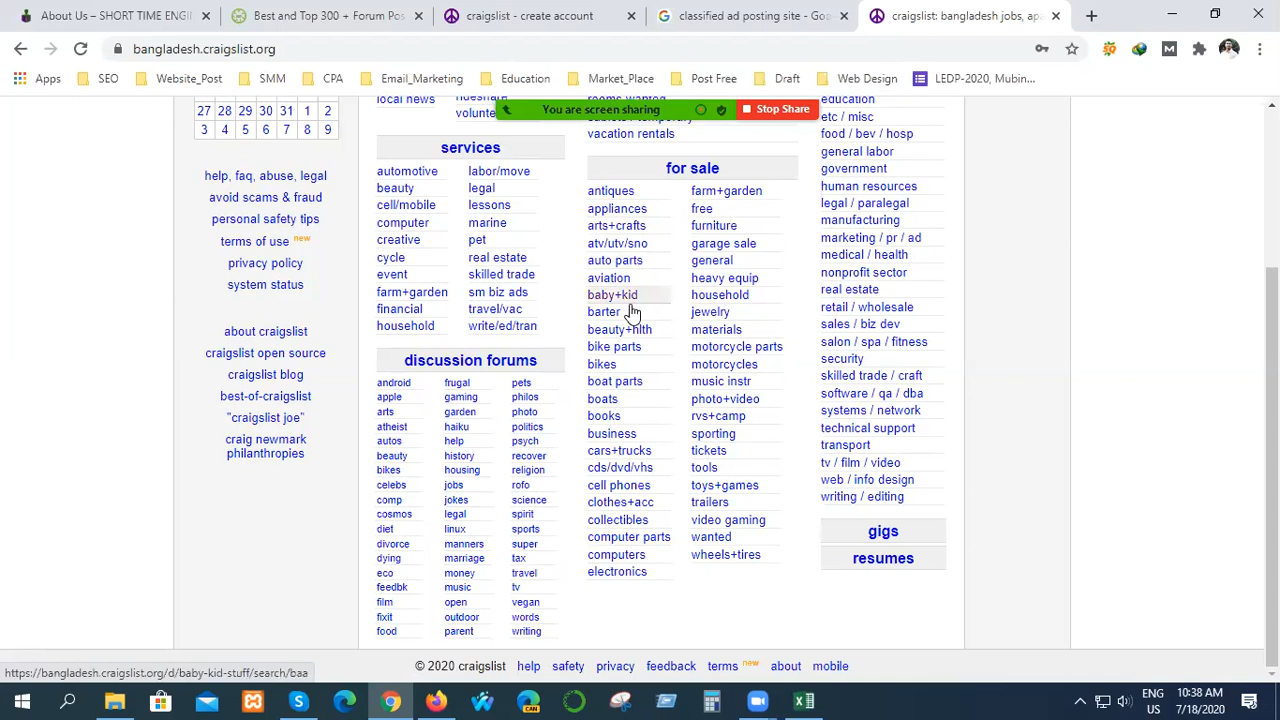 About Us – SHORT TIME ENGI
Best and Top 300 + Forum Pos
craigslist - create account
classified ad posting site - Goo
craigslist: bangladesh jobs, apa
bangladesh.craigslist.org
Apps
SEO
Website_Post
SMM
CPA
Email_Marketing
Education
Market_Place
Post Free
Draft
Web Design
LEDP-2020, Mubin...
You are screen sharing
Stop Share
27 28 29 30 31 1 2
3 4 5 6 7 8 9
help, faq, abuse, legal
avoid scams & fraud
personal safety tips
terms of use new
privacy policy
system status
about craigslist
craigslist open source
craigslist blog
best-of-craigslist
"craigslist joe"
craig newmark
philanthropies
local news
rideshare
volunte
services
automotive
beauty
cell/mobile
computer
creative
cycle
event
farm+garden
financial
household
labor/move
legal
lessons
marine
pet
real estate
skilled trade
sm biz ads
travel/vac
write/ed/tran
discussion forums
android
apple
arts
atheist
autos
beauty
bikes
celebs
comp
cosmos
diet
divorce
dying
eco
feedbk
film
fixit
food
frugal
gaming
garden
haiku
help
history
housing
jobs
jokes
legal
linux
manners
marriage
money
music
open
outdoor
parent
pets
philos
photo
politics
psych
recover
religion
rofo
science
spirit
sports
super
tax
travel
tv
vegan
words
writing
rooms wanted
sublets / temporary
vacation rentals
for sale
antiques
appliances
arts+crafts
atv/utv/sno
auto parts
aviation
baby+kid
barter
beauty+hlth
bike parts
bikes
boat parts
boats
books
business
cars+trucks
cds/dvd/vhs
cell phones
clothes+acc
collectibles
computer parts
computers
electronics
farm+garden
free
furniture
garage sale
general
heavy equip
household
jewelry
materials
motorcycle parts
motorcycles
music instr
photo+video
rvs+camp
sporting
tickets
tools
toys+games
trailers
video gaming
wanted
wheels+tires
education
etc / misc
food / bev / hosp
general labor
government
human resources
legal / paralegal
manufacturing
marketing / pr / ad
medical / health
nonprofit sector
real estate
retail / wholesale
sales / biz dev
salon / spa / fitness
security
skilled trade / craft
software / qa / dba
systems / network
technical support
transport
tv / film / video
web / info design
writing / editing
gigs
resumes
© 2020 craigslist
help
safety
privacy
feedback
terms new
about
mobile
https://bangladesh.craigslist.org/d/baby-kid-stuff/search/baa
CAN
ENG
IN
10:38 AM
7/18/2020